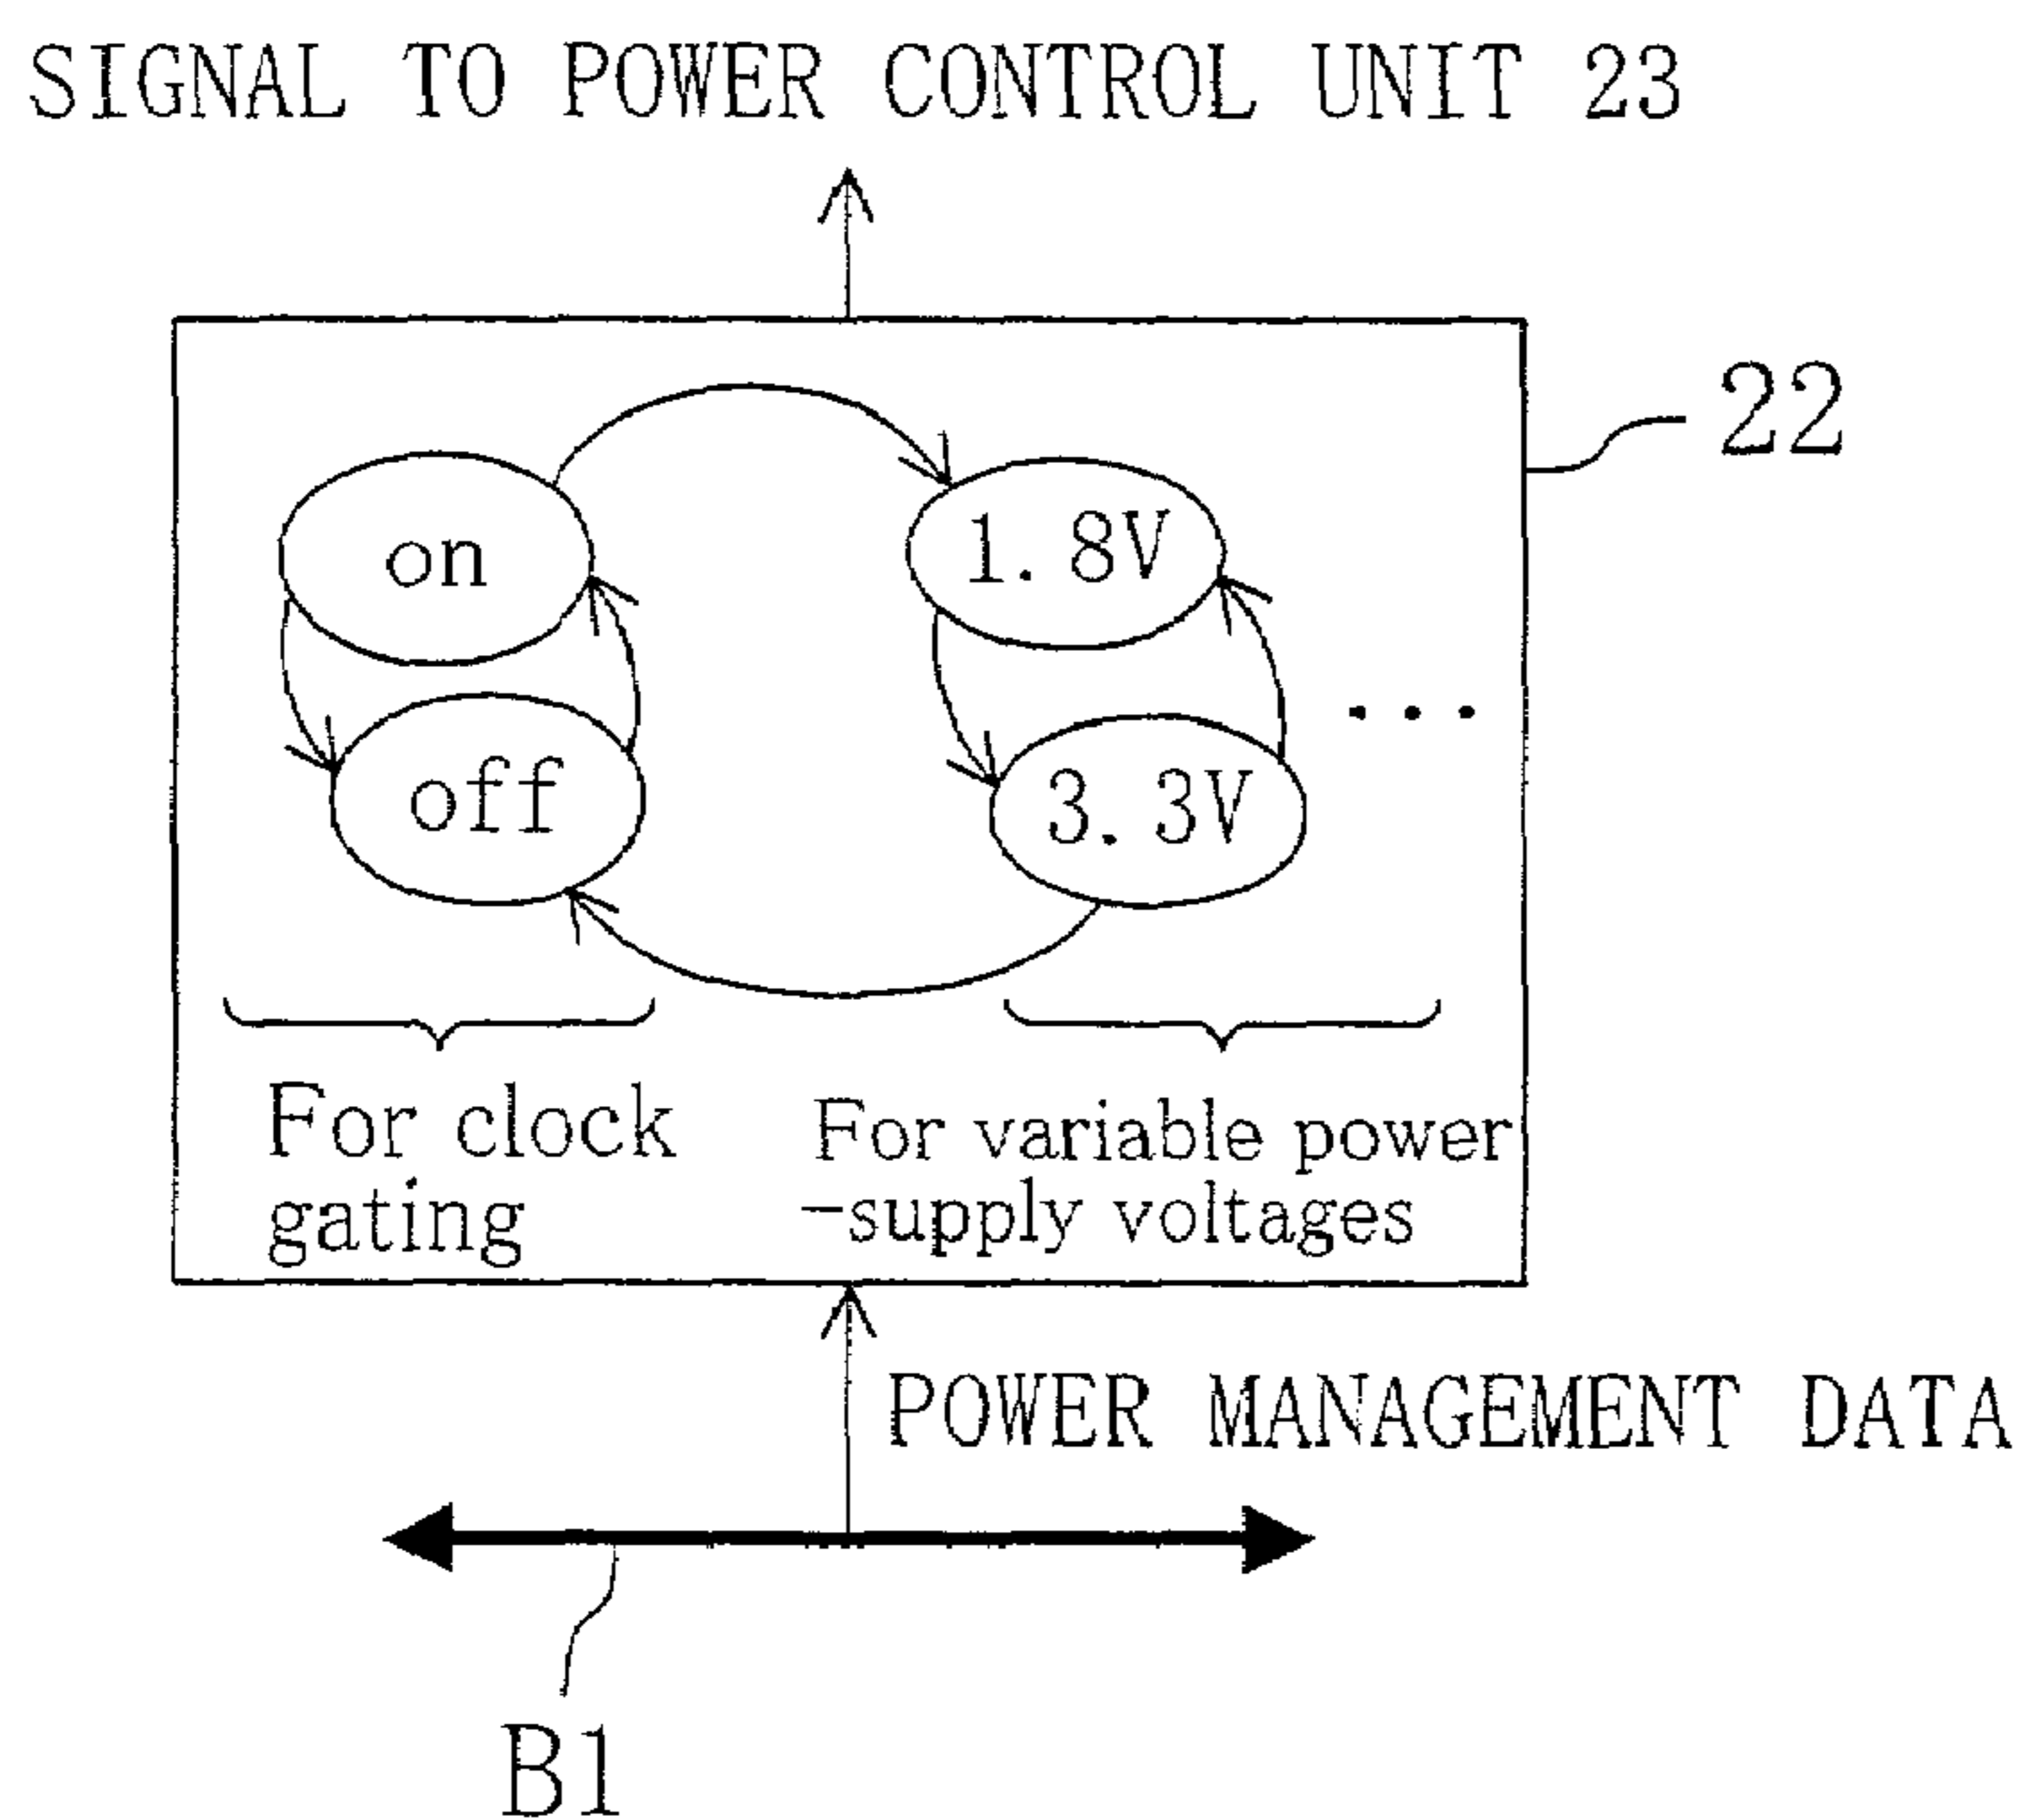 SIGNAL TO POWER CONTROL UNIT 23
22
on
1.8V
off
3.3V
...
For clock
gating
For variable power
-supply voltages
POWER MANAGEMENT DATA
B1